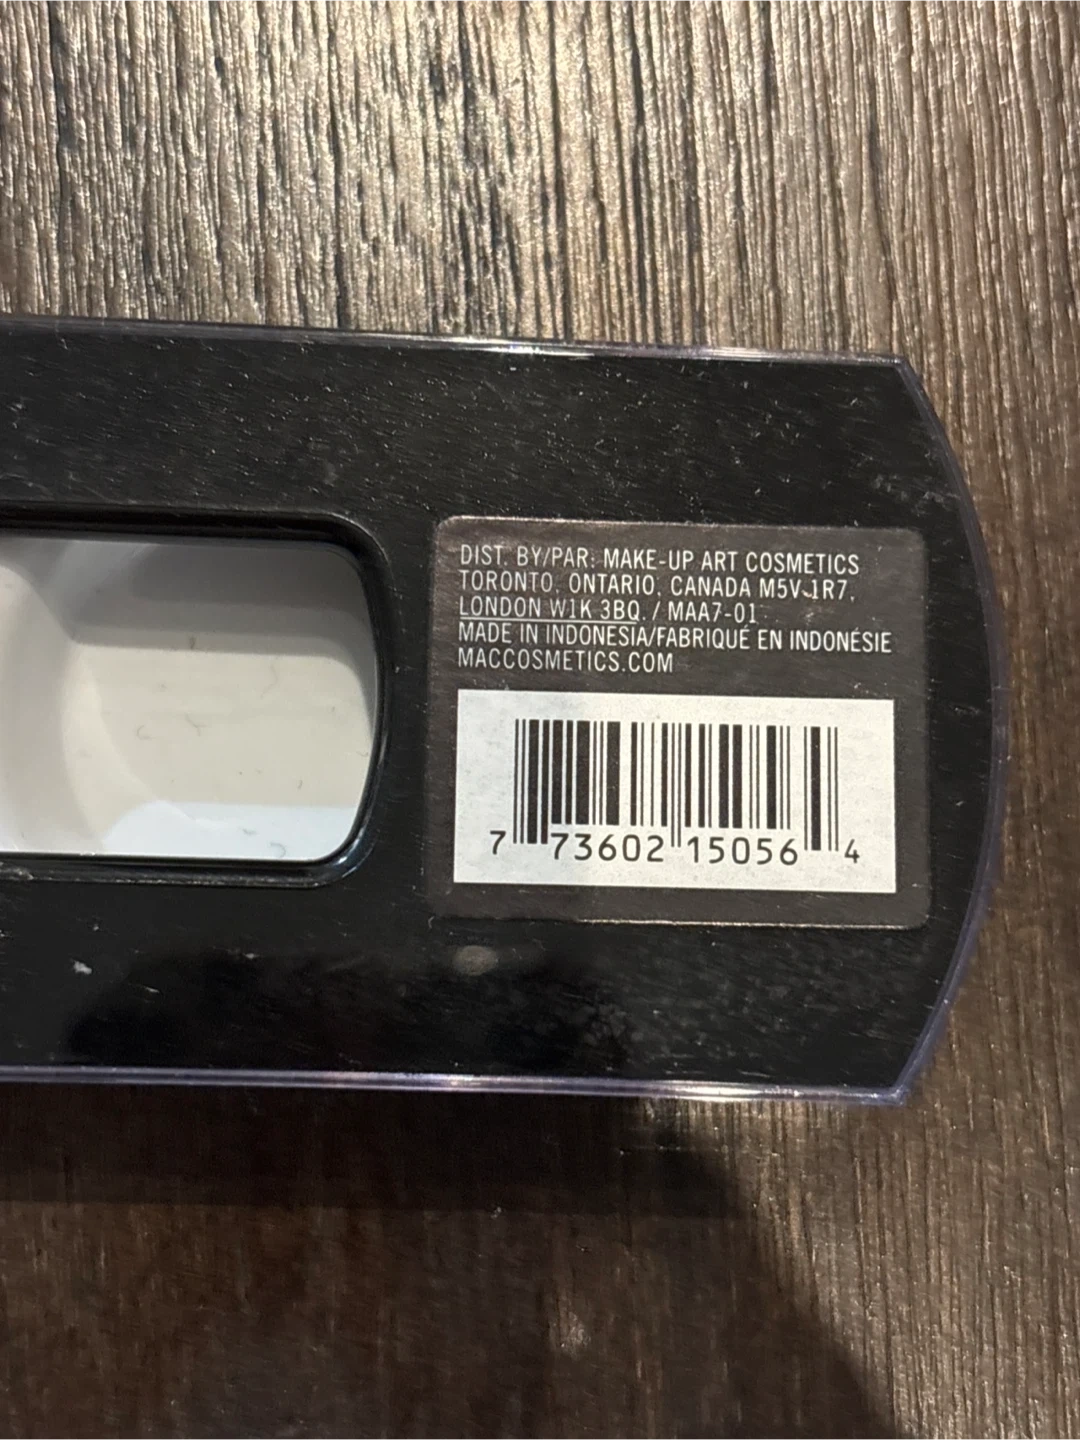 DIST. BY/PAR: MAKE-UP ART COSMETICS
TORONTO, ONTARIO, CANADA M5V 1R7,
LONDON W1K 3BQ. / MAA7-01
MADE IN INDONESIA/FABRIQUÉ EN INDONÉSIE
MACCOSMETICS.COM
7 73602 15056 4